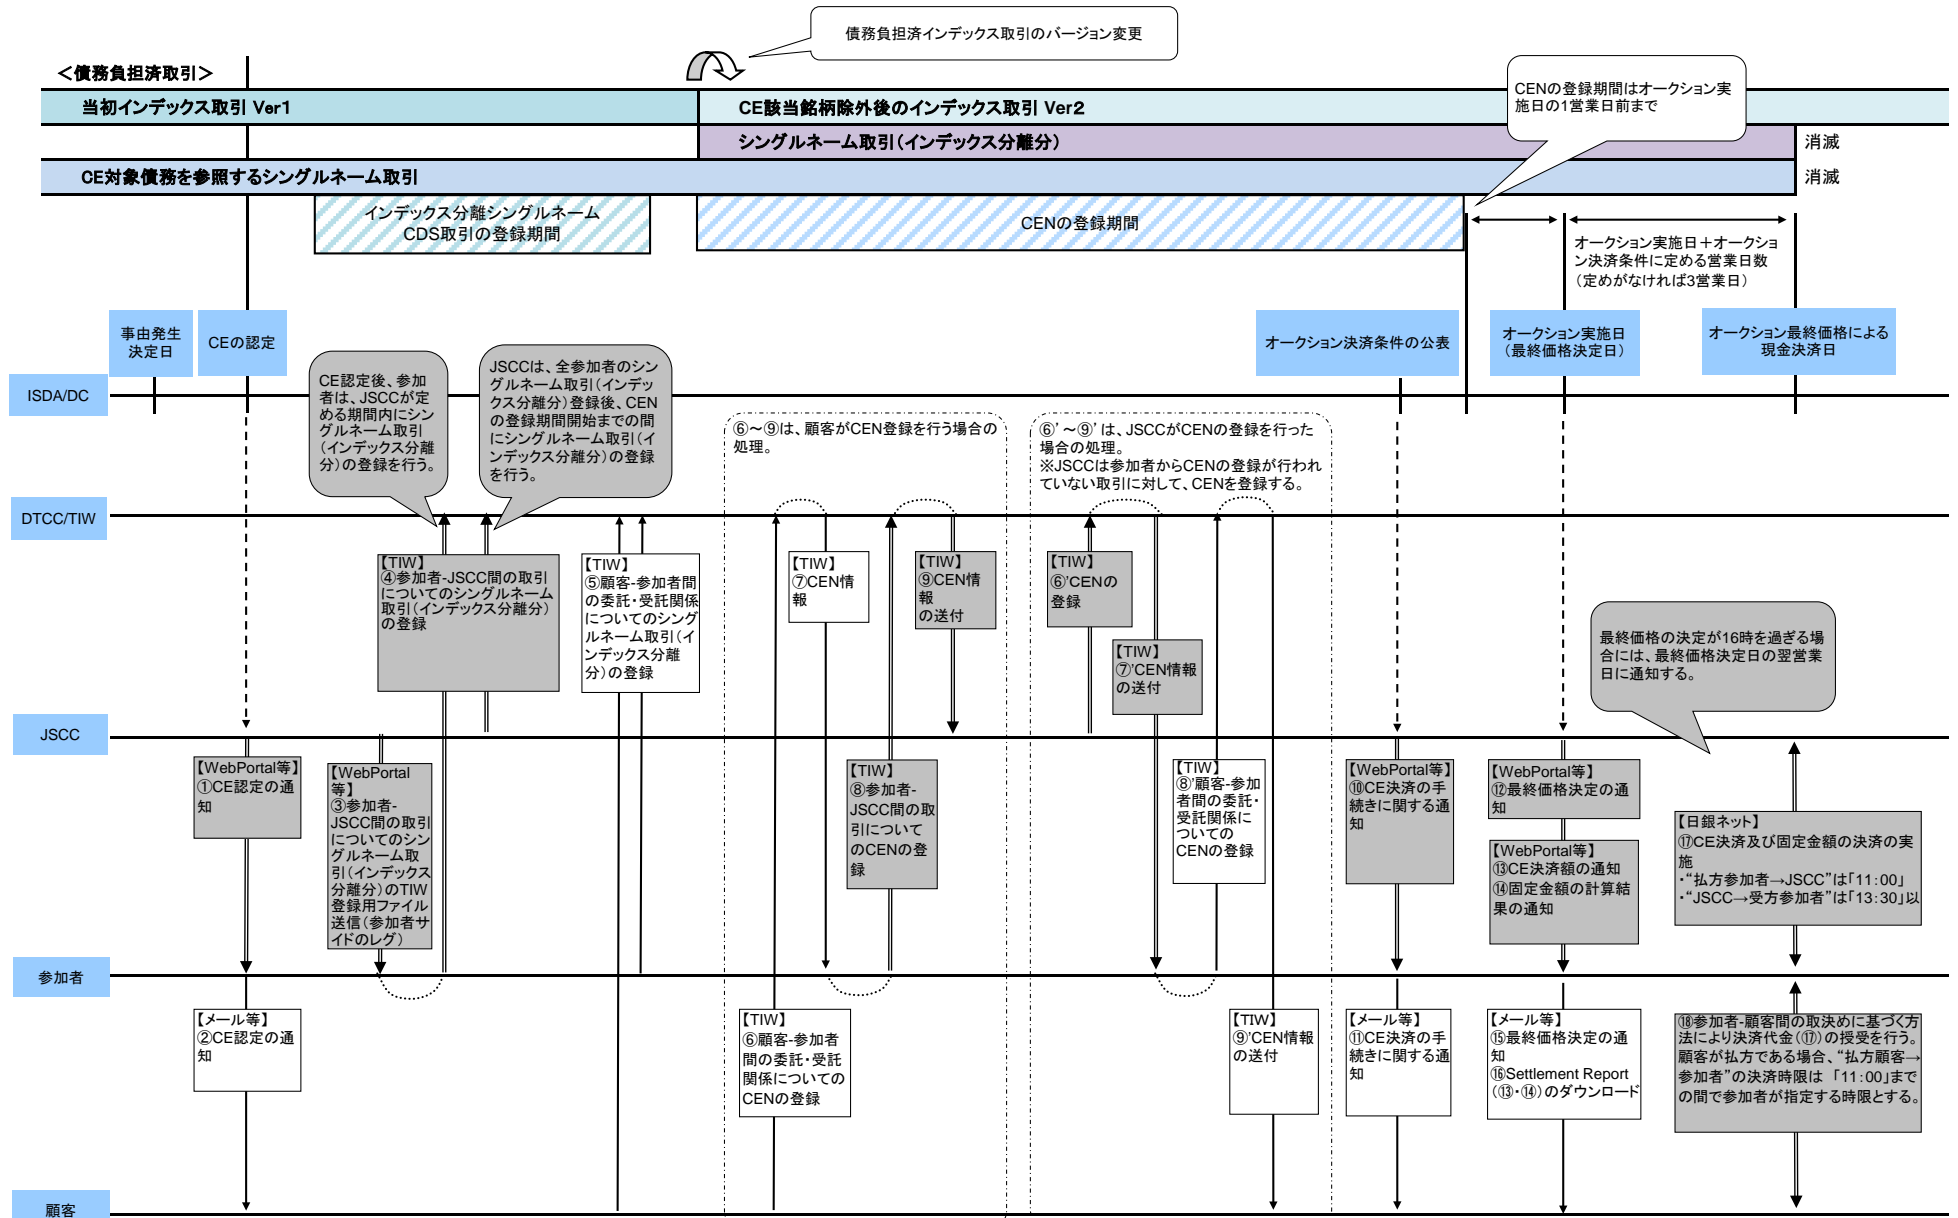 債務負担済インデックス取引のバージョン変更
＜債務負担済取引＞
当初インデックス取引 Ver1
CE該当銘柄除外後のインデックス取引 Ver2
CENの登録期間はオークション実
施日の1営業日前まで
シングルネーム取引（インデックス分離分）
消滅
CE対象債務を参照するシングルネーム取引
消滅
インデックス分離シングルネーム
CDS取引の登録期間
CENの登録期間
オークション実施日＋オークショ
ン決済条件に定める営業日数
（定めがなければ3営業日）
事由発生
決定日
CEの認定
オークション決済条件の公表
オークション実施日
（最終価格決定日）
オークション最終価格による
現金決済日
ISDA/DC
CE認定後、参加
者は、JSCCが定
める期間内にシン
グルネーム取引
（インデックス分離
分）の登録を行う。
JSCCは、全参加者のシン
グルネーム取引（インデッ
クス分離分）登録後、CEN
の登録期間開始までの間
にシングルネーム取引（イ
ンデックス分離分）の登録
を行う。
⑥～⑨は、顧客がCEN登録を行う場合の
処理。
⑥’～⑨’は、JSCCがCENの登録を行った
場合の処理。
※JSCCは参加者からCENの登録が行われ
ていない取引に対して、CENを登録する。
DTCC/TIW
【TIW】
④参加者-JSCC間の取引
についてのシングルネーム
取引（インデックス分離分）
の登録
【TIW】
⑤顧客-参加者間
の委託・受託関係
についてのシング
ルネーム取引（イ
ンデックス分離
分）の登録
【TIW】
⑦CEN情
報
【TIW】
⑨CEN情
報
の送付
【TIW】
⑥’CENの
登録
【TIW】
⑦’CEN情報
の送付
最終価格の決定が16時を過ぎる場
合には、最終価格決定日の翌営業
日に通知する。
JSCC
【WebPortal等】
①CE認定の通
知
【WebPortal
等】
③参加者-
JSCC間の取引
についてのシン
グルネーム取
引（インデックス
分離分）のTIW
登録用ファイル
送信（参加者サ
イドのレグ）
【TIW】
⑧参加者-
JSCC間の取
引について
のCENの登
録
【TIW】
⑧’顧客-参加
者間の委託・
受託関係に
ついての
CENの登録
【WebPortal等】
⑩CE決済の手
続きに関する通
知
【WebPortal等】
⑫最終価格決定の通
知
【WebPortal等】
⑬CE決済額の通知
⑭固定金額の計算結
果の通知
【日銀ネット】
⑰CE決済及び固定金額の決済の実
施
・“払方参加者→JSCC”は「11：00」
・“JSCC→受方参加者”は「13：30」以
参加者
【メール等】
②CE認定の通
知
【TIW】
⑥顧客-参加者
間の委託・受託
関係についての
CENの登録
【TIW】
⑨’CEN情報
の送付
【メール等】
⑪CE決済の手
続きに関する通
知
【メール等】
⑮最終価格決定の通
知
⑯Settlement Report
（⑬・⑭）のダウンロード
⑱参加者-顧客間の取決めに基づく方
法により決済代金（⑰）の授受を行う。
顧客が払方である場合、“払方顧客→
参加者”の決済時限は「11：00」まで
の間で参加者が指定する時限とする。
顧客